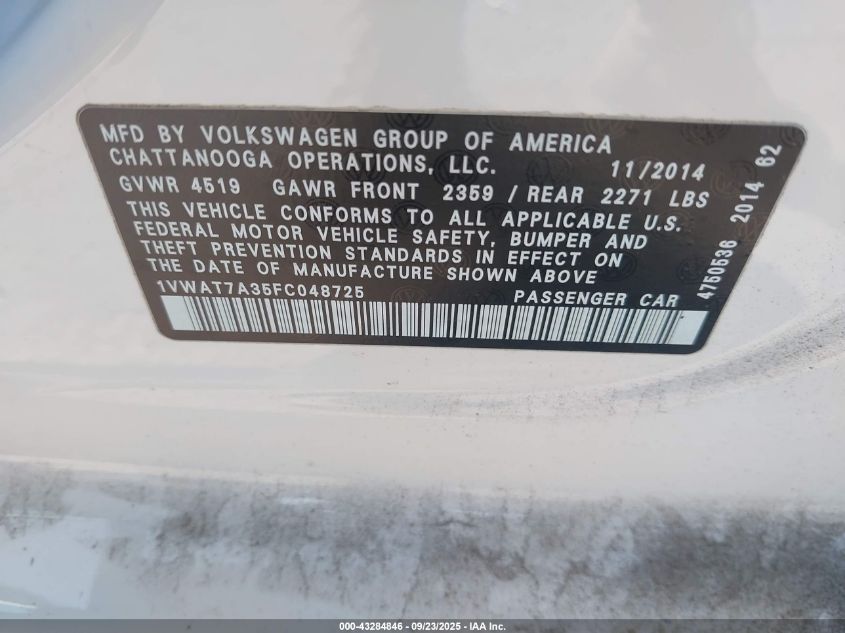 MFD BY VOLKSWAGEN GROUP OF AMERICA
CHATTANOOGA OPERATIONS, LLC. 11/2014
GVWR 4519 GAWR FRONT 2359 / REAR 2271 LBS
THIS VEHICLE CONFORMS TO ALL APPLICABLE U.S.
FEDERAL MOTOR VEHICLE SAFETY, BUMPER AND
THEFT PREVENTION STANDARDS IN EFFECT ON
THE DATE OF MANUFACTURE SHOWN ABOVE
1VWAT7A35FC048725 PASSENGER CAR
4750536 2014 62
000-43284846 - 09/23/2025 - IAA Inc.